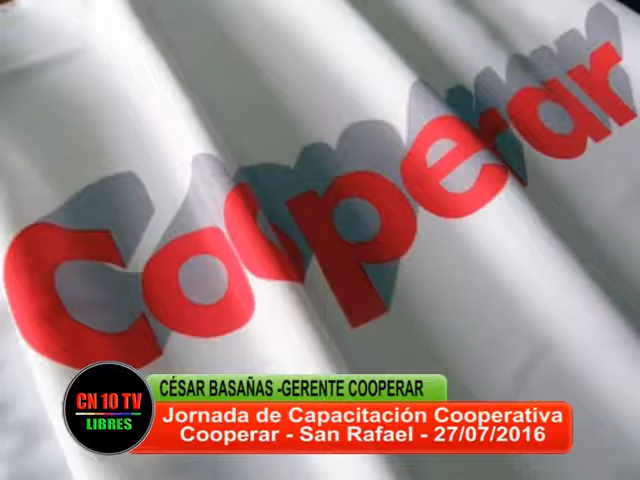 Cooperar
CN 10 TV
LIBRES
CÉSAR BASAÑAS -GERENTE COOPERAR
Jornada de Capacitación Cooperativa
Cooperar - San Rafael - 27/07/2016